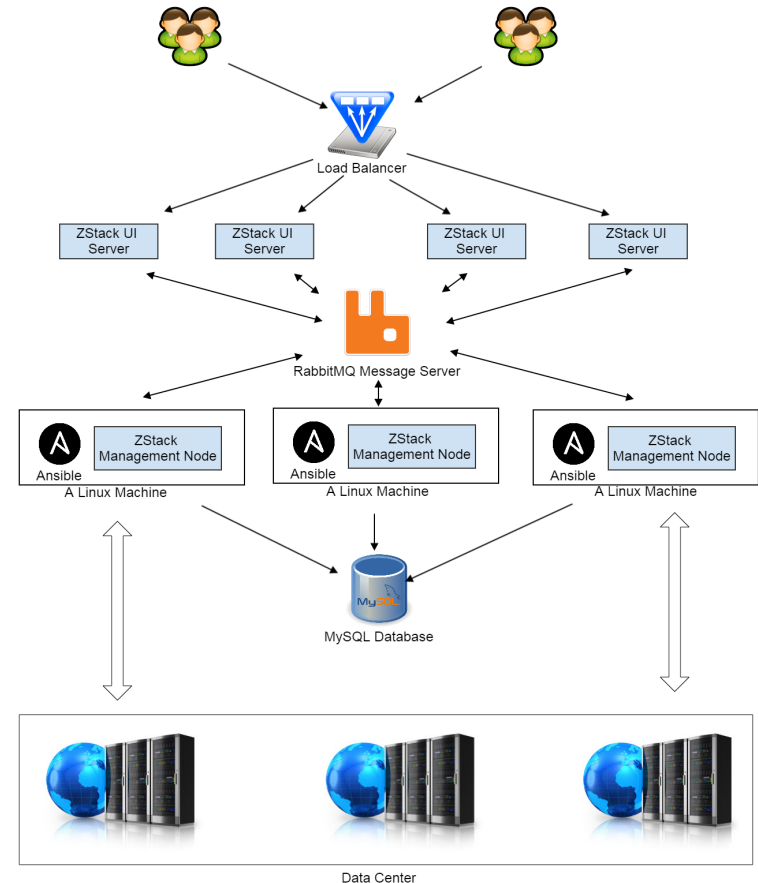 Load Balancer
ZStack UI
Server
ZStack UI
Server
ZStack UI
Server
ZStack UI
Server
RabbitMQ Message Server
ZStack
Management Node
Ansible
A Linux Machine
ZStack
Management Node
Ansible
A Linux Machine
ZStack
Management Node
Ansible
A Linux Machine
MySQL
MySQL Database
Data Center